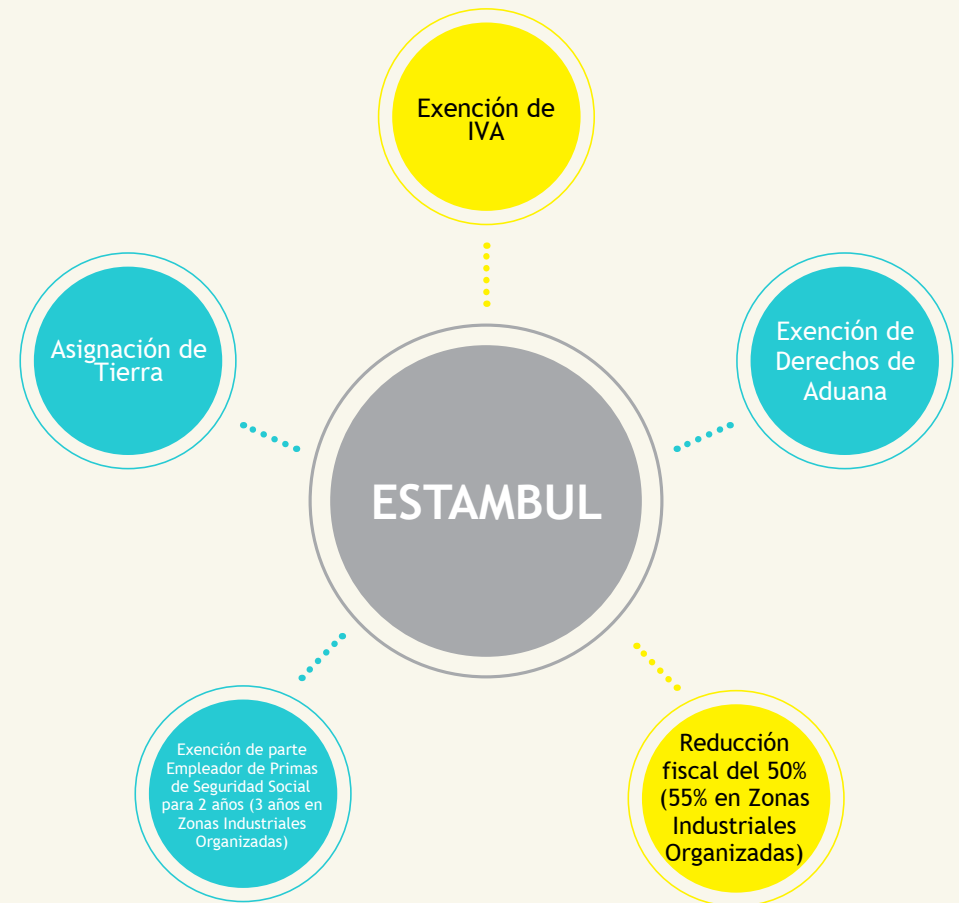 Exención de
IVA
Asignación de
Tierra
Exención de
Derechos de
Aduana
ESTAMBUL
Exención de parte
Empleador de Primas
de Seguridad Social
para 2 años (3 años en
Zonas Industriales
Organizadas)
Reducción
fiscal del 50%
(55% en Zonas
Industriales
Organizadas)